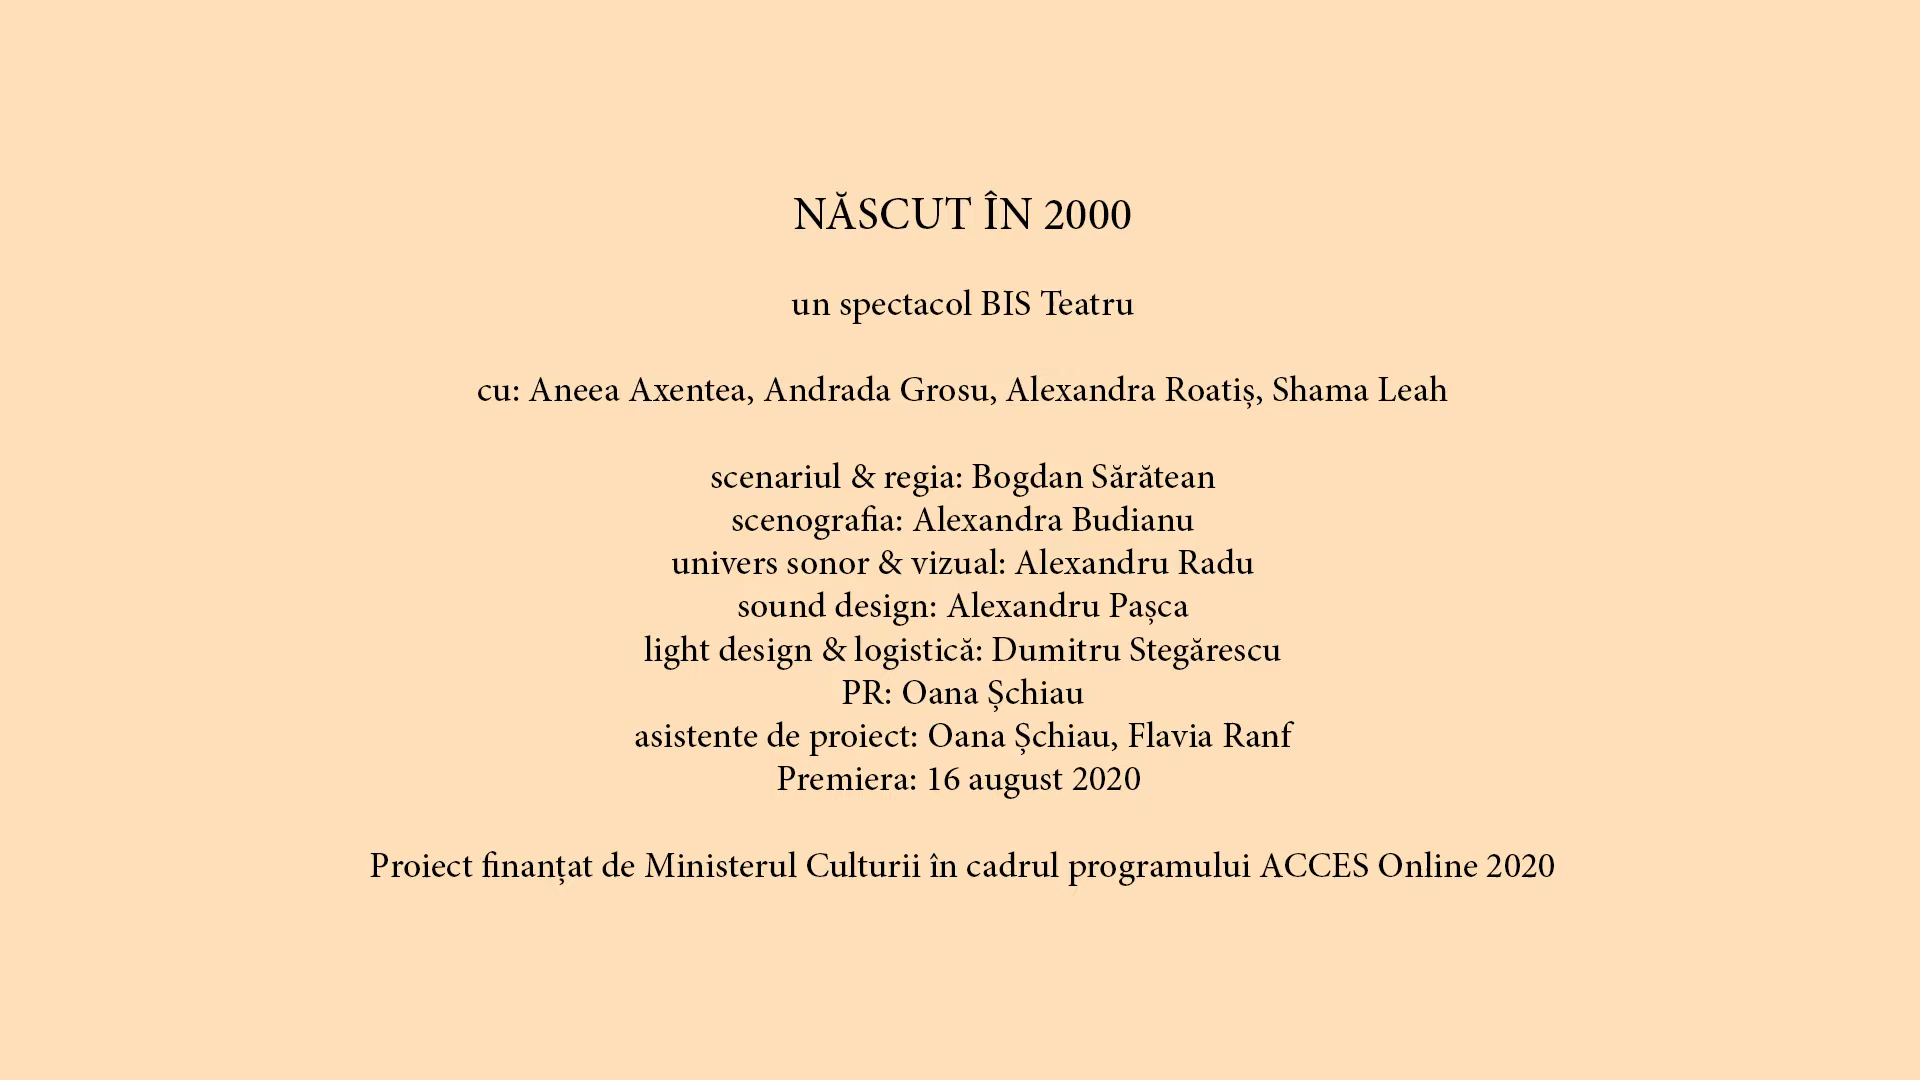 NĂSCUT ÎN 2000
un spectacol BIS Teatru
cu: Aneea Axentea, Andrada Grosu, Alexandra Roatiș, Shama Leah
scenariul & regia: Bogdan Sărătean
scenografia: Alexandra Budianu
univers sonor & vizual: Alexandru Radu
sound design: Alexandru Pașca
light design & logistică: Dumitru Stegărescu
PR: Oana Șchiau
asistente de proiect: Oana Șchiau, Flavia Ranf
Premiera: 16 august 2020
Proiect finanțat de Ministerul Culturii în cadrul programului ACCES Online 2020